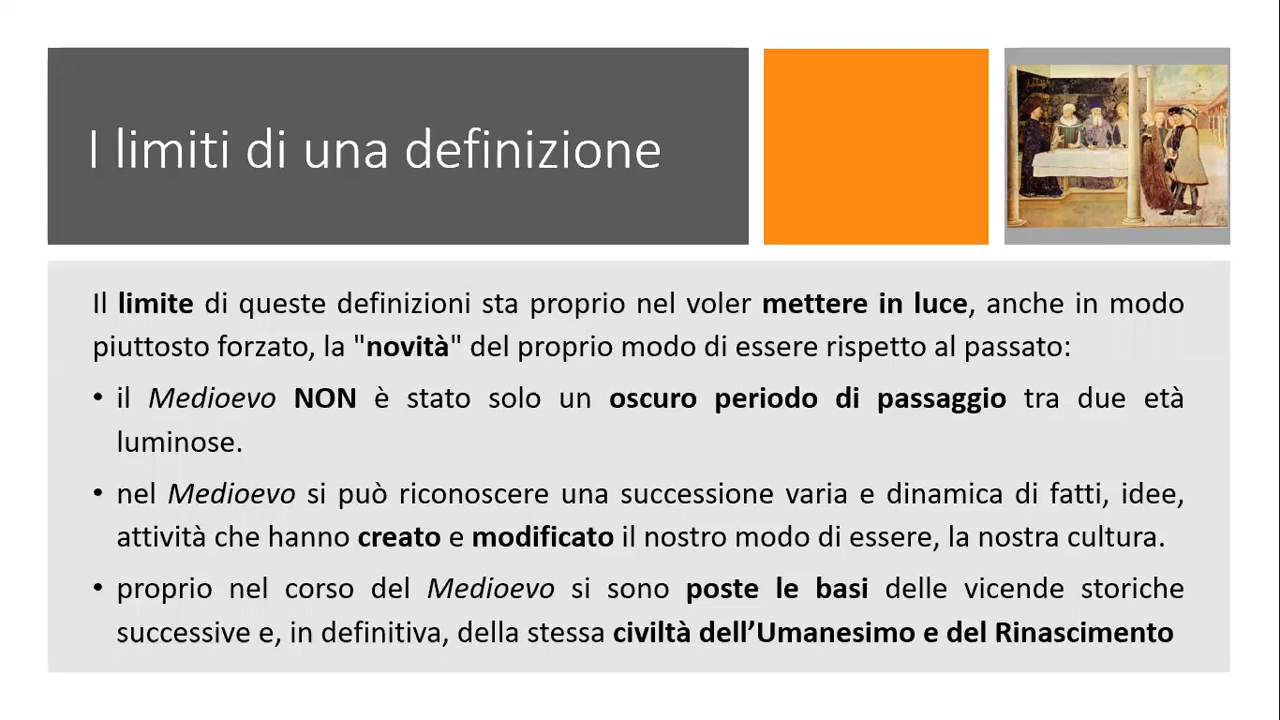 I limiti di una definizione
Il limite di queste definizioni sta proprio nel voler mettere in luce, anche in modo
piuttosto forzato, la "novità" del proprio modo di essere rispetto al passato:
• il Medioevo NON è stato solo un oscuro periodo di passaggio tra due età
luminose.
• nel Medioevo si può riconoscere una successione varia e dinamica di fatti, idee,
attività che hanno creato e modificato il nostro modo di essere, la nostra cultura.
• proprio nel corso del Medioevo si sono poste le basi delle vicende storiche
successive e, in definitiva, della stessa civiltà dell’Umanesimo e del Rinascimento